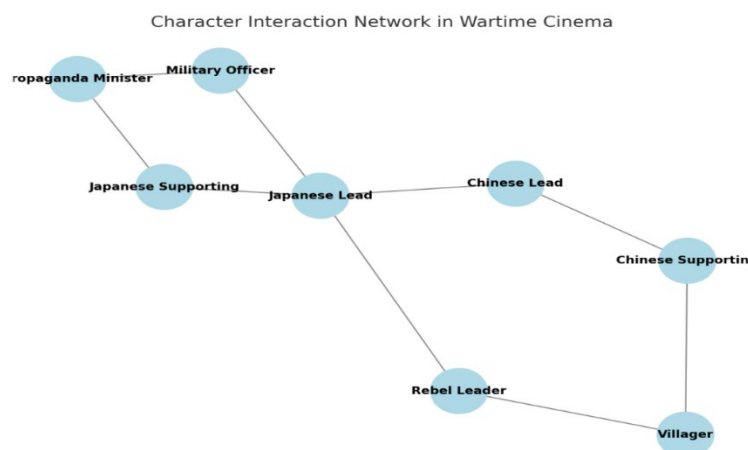 Character Interaction Network in Wartime Cinema
ropaganda Minister
Military Officer
Japanese Supporting
Japanese Lead
Chinese Lead
Chinese Supportin
Rebel Leader
Villager